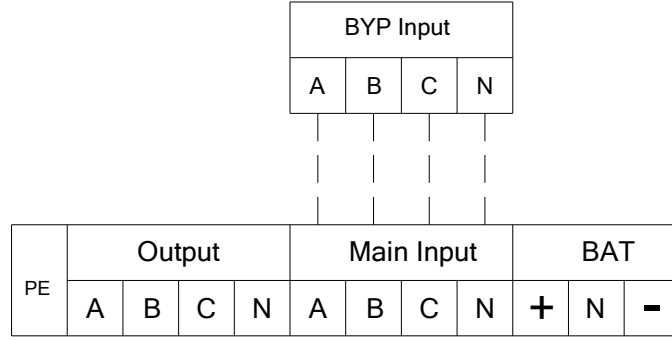 BYP Input
A B C N
Output Main Input BAT
PE
A B C N A B C N + N -